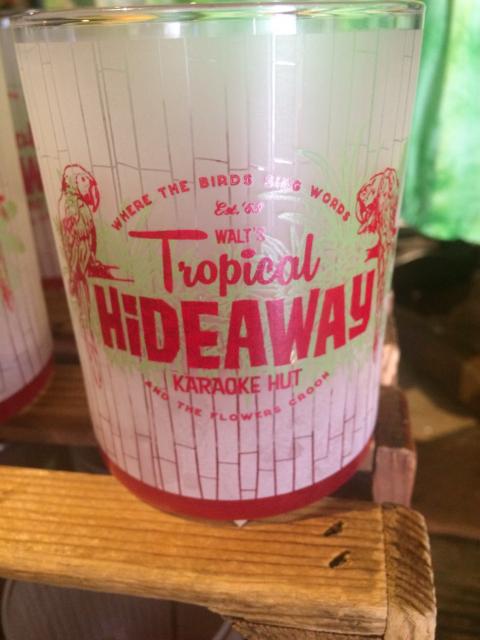 WHERE THE BIRDS SING WORDS
Est. '63
WALT'S
Tropical
HiDEAWAY
KARAOKE HUT
AND THE FLOWERS CROON